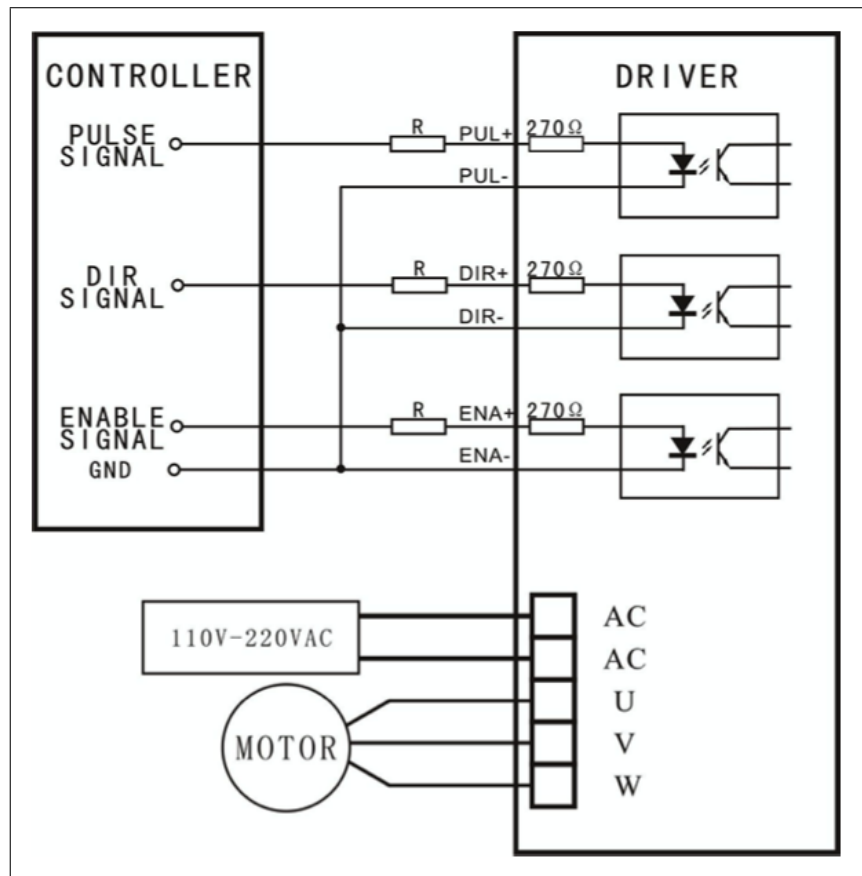 CONTROLLER
DRIVER
PULSE
SIGNAL
R
PUL+
270Ω
PUL-
DIR
SIGNAL
R
DIR+
270Ω
DIR-
ENABLE
SIGNAL
R
ENA+
270Ω
GND
ENA-
110V-220VAC
AC
AC
MOTOR
U
V
W